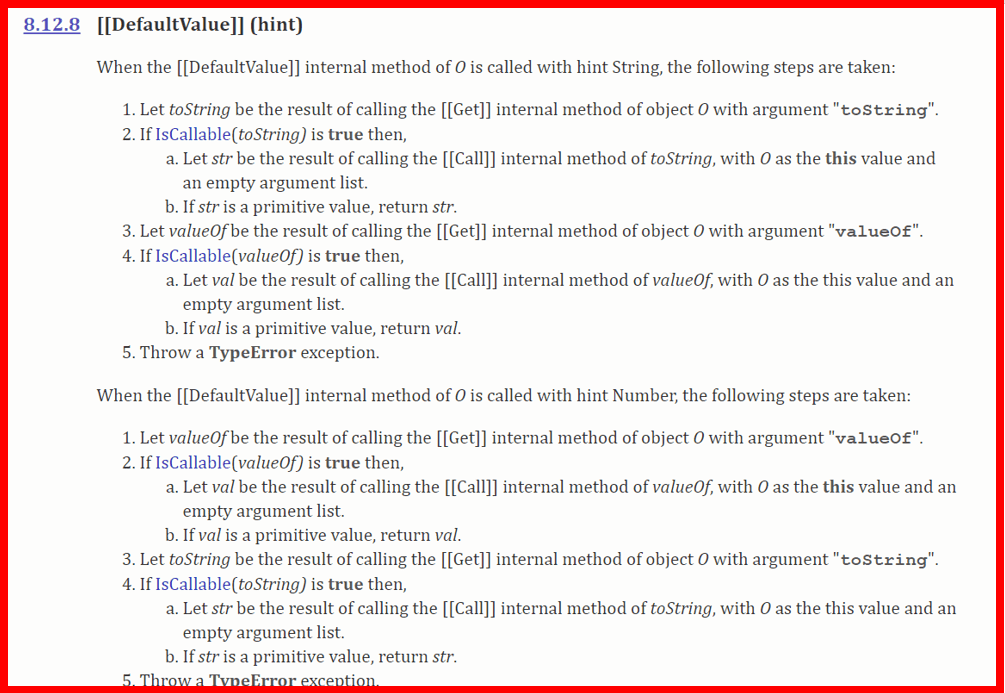 8.12.8 [[DefaultValue]] (hint)
When the [[DefaultValue]] internal method of O is called with hint String, the following steps are taken:
1. Let toString be the result of calling the [[Get]] internal method of object O with argument "toString".
2. If IsCallable(toString) is true then,
a. Let str be the result of calling the [[Call]] internal method of toString, with O as the this value and
an empty argument list.
b. If str is a primitive value, return str.
3. Let valueOf be the result of calling the [[Get]] internal method of object O with argument "valueOf".
4. If IsCallable(valueOf) is true then,
a. Let val be the result of calling the [[Call]] internal method of valueOf, with O as the this value and an
empty argument list.
b. If val is a primitive value, return val.
5. Throw a TypeError exception.
When the [[DefaultValue]] internal method of O is called with hint Number, the following steps are taken:
1. Let valueOf be the result of calling the [[Get]] internal method of object O with argument "valueOf".
2. If IsCallable(valueOf) is true then,
a. Let val be the result of calling the [[Call]] internal method of valueOf, with O as the this value and an
empty argument list.
b. If val is a primitive value, return val.
3. Let toString be the result of calling the [[Get]] internal method of object O with argument "toString".
4. If IsCallable(toString) is true then,
a. Let str be the result of calling the [[Call]] internal method of toString, with O as the this value and an
empty argument list.
b. If str is a primitive value, return str.
5. Throw a TypeError exception.